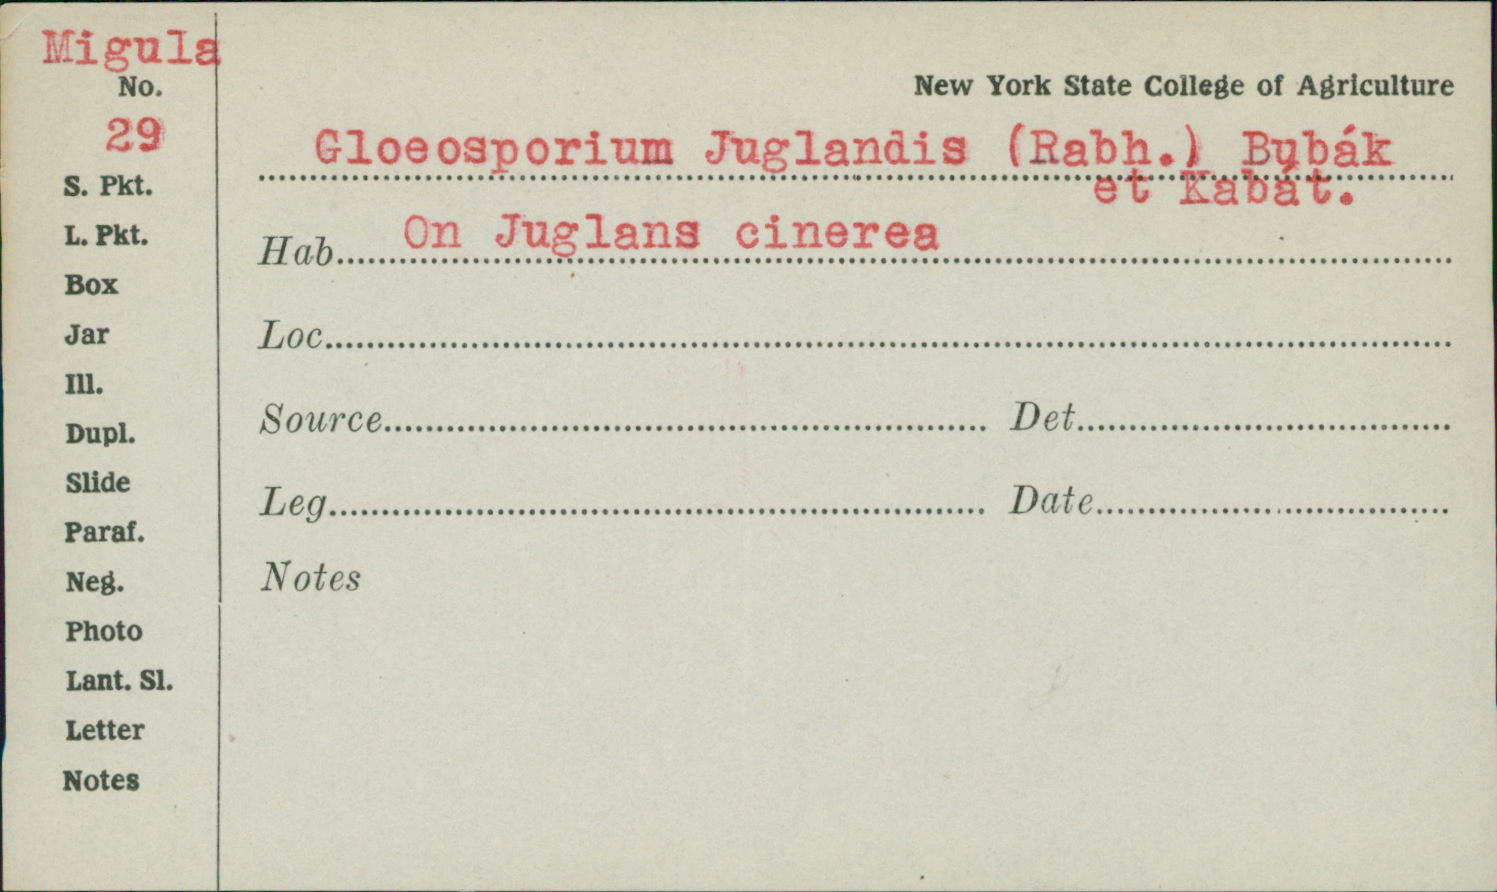 Migula
No.
29
New York State College of Agriculture
Gloeosporium Juglandis (Rabh.) Bubák
et Kabát.
S. Pkt.
L. Pkt.
Hab. On Juglans cinerea
Box
Jar
Loc.
Ill.
Dupl.
Source Det.
Slide
Leg. Date
Paraf.
Neg.
Notes
Photo
Lant. Sl.
Letter
Notes